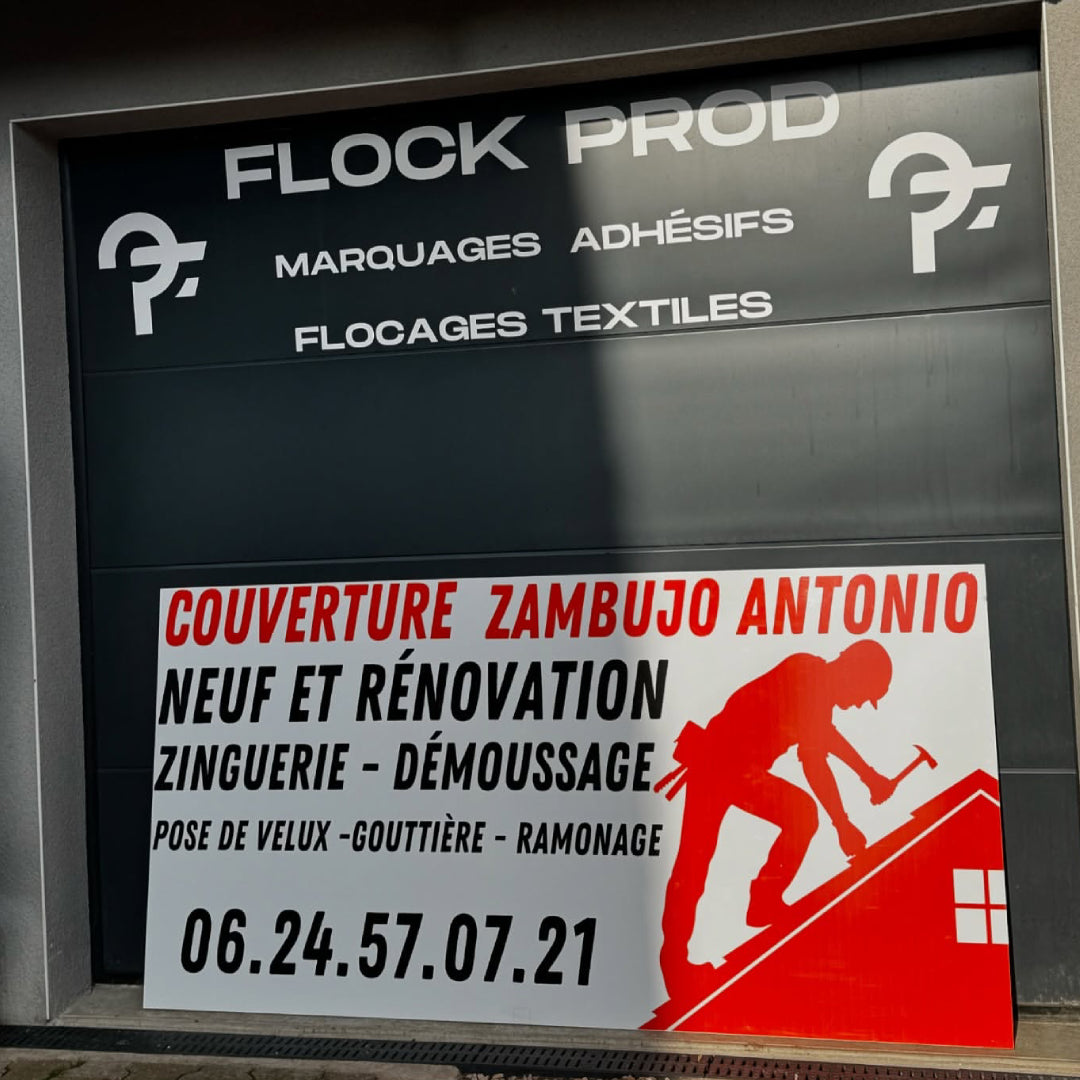 FLOCK PROD
MARQUAGES ADHÉSIFS
FLOCAGES TEXTILES
COUVERTURE ZAMBUJO ANTONIO
NEUF ET RÉNOVATION
ZINGUERIE - DÉMOUSSAGE
POSE DE VELUX -GOUTTIÈRE - RAMONAGE
06.24.57.07.21